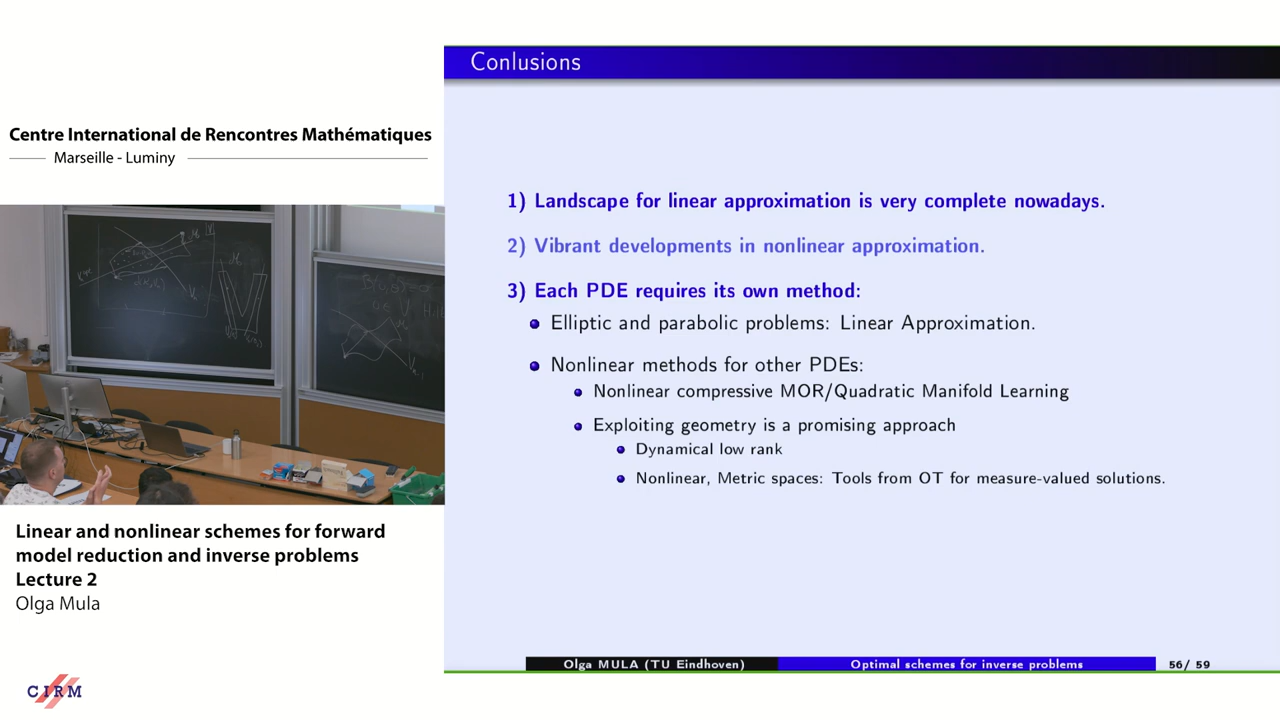 Centre International de Rencontres Mathématiques
Marseille - Luminy
Linear and nonlinear schemes for forward
model reduction and inverse problems
Lecture 2
Olga Mula
CIRM
Conlusions
1) Landscape for linear approximation is very complete nowadays.
2) Vibrant developments in nonlinear approximation.
3) Each PDE requires its own method:
Elliptic and parabolic problems: Linear Approximation.
Nonlinear methods for other PDEs:
Nonlinear compressive MOR/Quadratic Manifold Learning
Exploiting geometry is a promising approach
Dynamical low rank
Nonlinear, Metric spaces: Tools from OT for measure-valued solutions.
Olga MULA (TU Eindhoven)
Optimal schemes for inverse problems
56/ 59